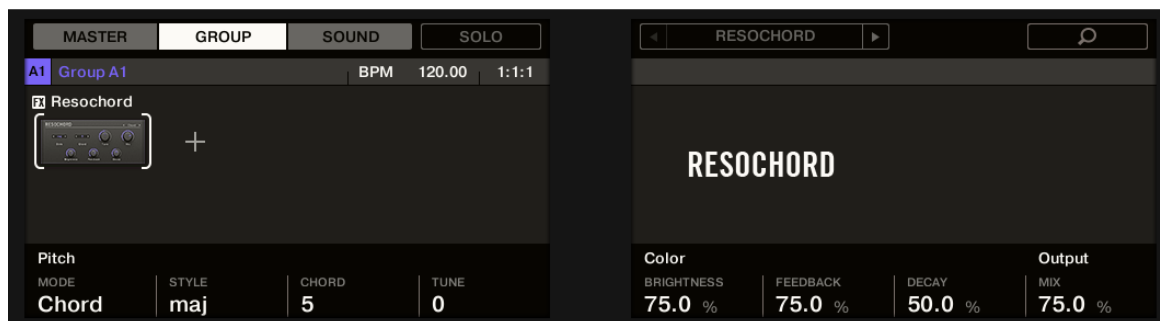 MASTER GROUP SOUND SOLO
A1 Group A1 BPM 120.00 1:1:1
FX Resochord
RESOCHORD
Pitch
MODE STYLE CHORD TUNE
Chord maj 5 0
RESOCHORD
RESOCHORD
Color Output
BRIGHTNESS FEEDBACK DECAY MIX
75.0 % 75.0 % 50.0 % 75.0 %